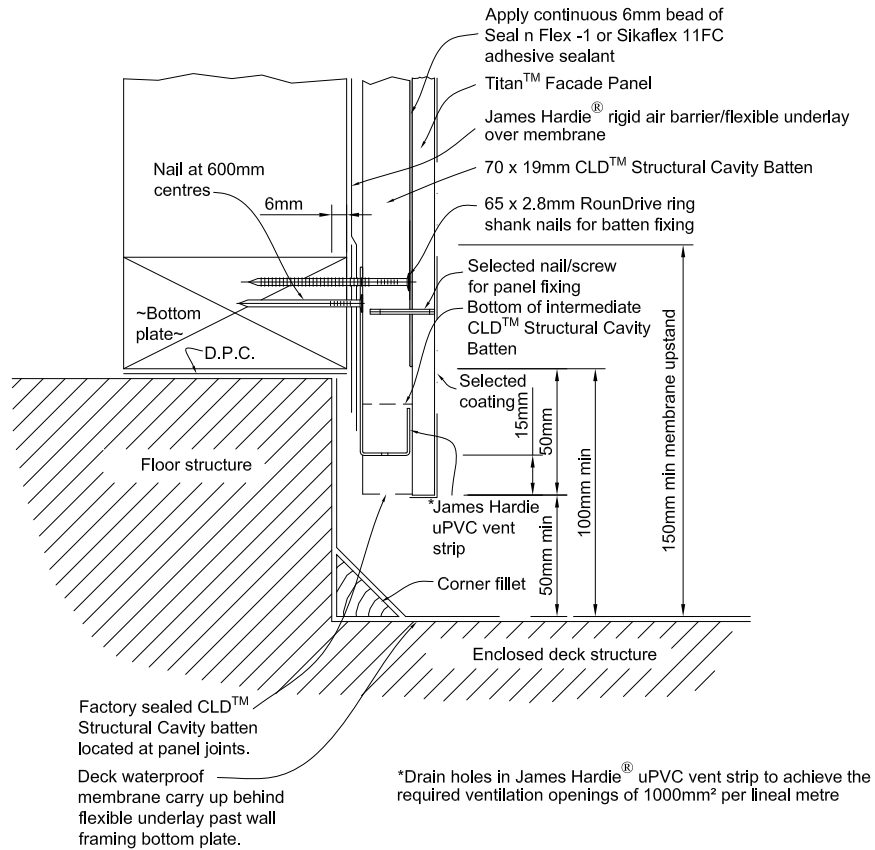 Apply continuous 6mm bead of
Seal n Flex -1 or Sikaflex 11FC
adhesive sealant
Titan™ Facade Panel
James Hardie® rigid air barrier/flexible underlay
over membrane
70 x 19mm CLD™ Structural Cavity Batten
Nail at 600mm
centres
6mm
65 x 2.8mm RounDrive ring
shank nails for batten fixing
Selected nail/screw
for panel fixing
Bottom of intermediate
CLD™ Structural Cavity
Batten
~Bottom
plate~
D.P.C.
Selected
coating
15mm
50mm
100mm min
150mm min membrane upstand
Floor structure
*James Hardie
uPVC vent
strip
50mm min
Corner fillet
Enclosed deck structure
Factory sealed CLD™
Structural Cavity batten
located at panel joints.
Deck waterproof
membrane carry up behind
flexible underlay past wall
framing bottom plate.
*Drain holes in James Hardie® uPVC vent strip to achieve the
required ventilation openings of 1000mm² per lineal metre